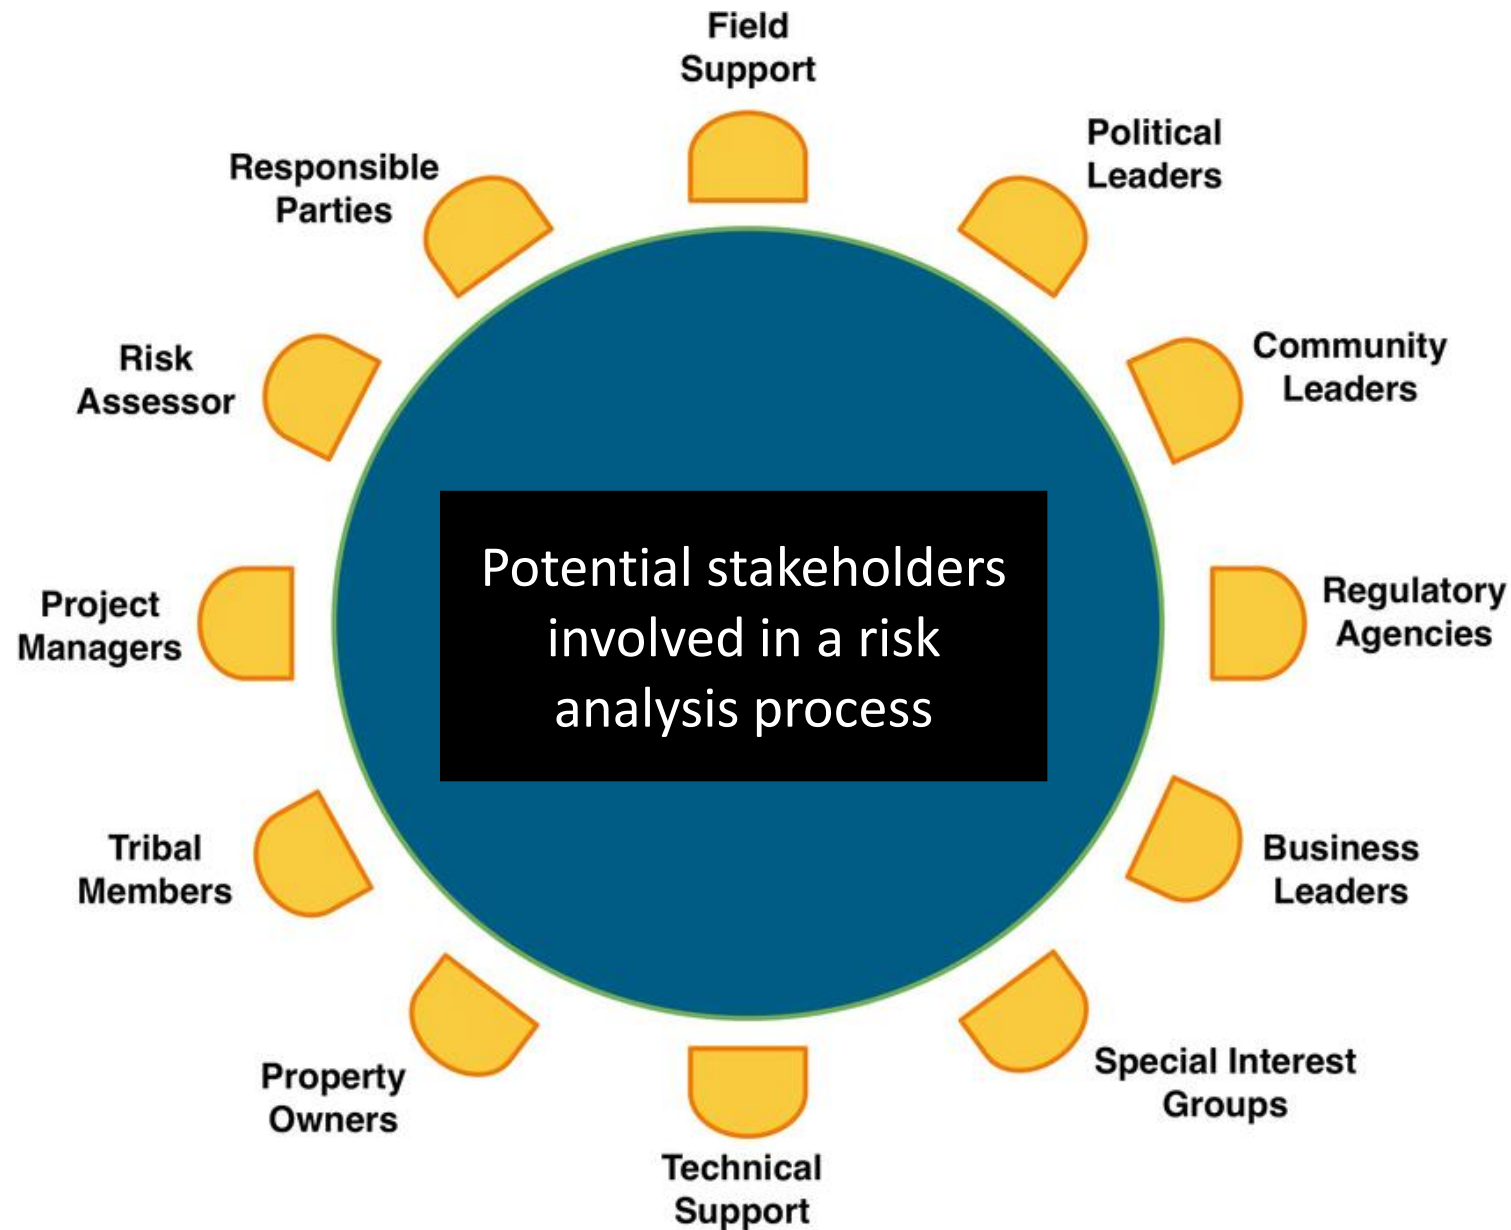 Field
Support
Political
Leaders
Community
Leaders
Regulatory
Agencies
Business
Leaders
Special Interest
Groups
Technical
Support
Property
Owners
Tribal
Members
Project
Managers
Risk
Assessor
Responsible
Parties
Potential stakeholders
involved in a risk
analysis process